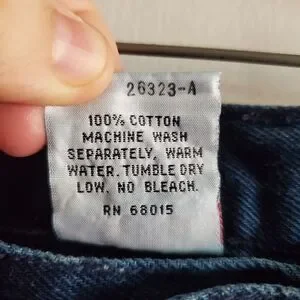 26323-A
100% COTTON
MACHINE WASH
SEPARATELY, WARM
WATER. TUMBLE DRY
LOW. NO BLEACH.
RN 68015